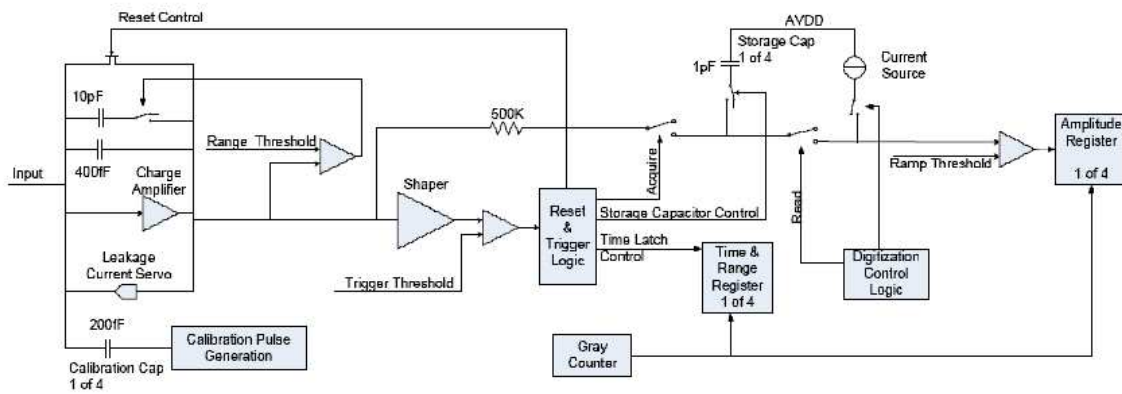 Reset Control
AVDD
Storage Cap
1 of 4
1pF
Current
Source
10pF
500K
Range Threshold
400fF
Amplitude
Register
1 of 4
Input
Charge
Amplifier
Ramp Threshold
Shaper
Acquire
Reset
&
Trigger
Logic
Storage Capacitor Control
Read
Time Latch
Control
Leakage
Current Servo
Time &
Range
Register
1 of 4
Digitization
Control
Logic
Trigger Threshold
200fF
Calibration Pulse
Generation
Gray
Counter
Calibration Cap
1 of 4